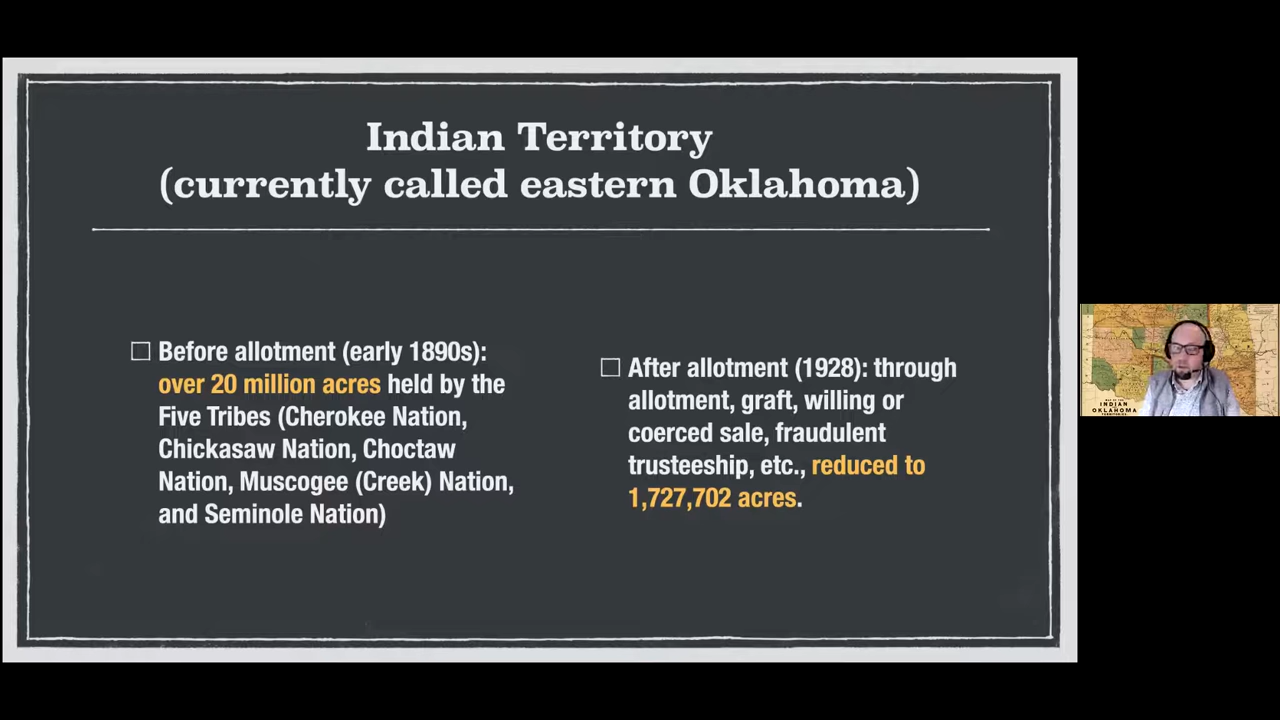 Indian Territory
(currently called eastern Oklahoma)
Before allotment (early 1890s):
over 20 million acres held by the
Five Tribes (Cherokee Nation,
Chickasaw Nation, Choctaw
Nation, Muscogee (Creek) Nation,
and Seminole Nation)
After allotment (1928): through
allotment, graft, willing or
coerced sale, fraudulent
trusteeship, etc., reduced to
1,727,702 acres.
INDIAN
OKLAHOMA